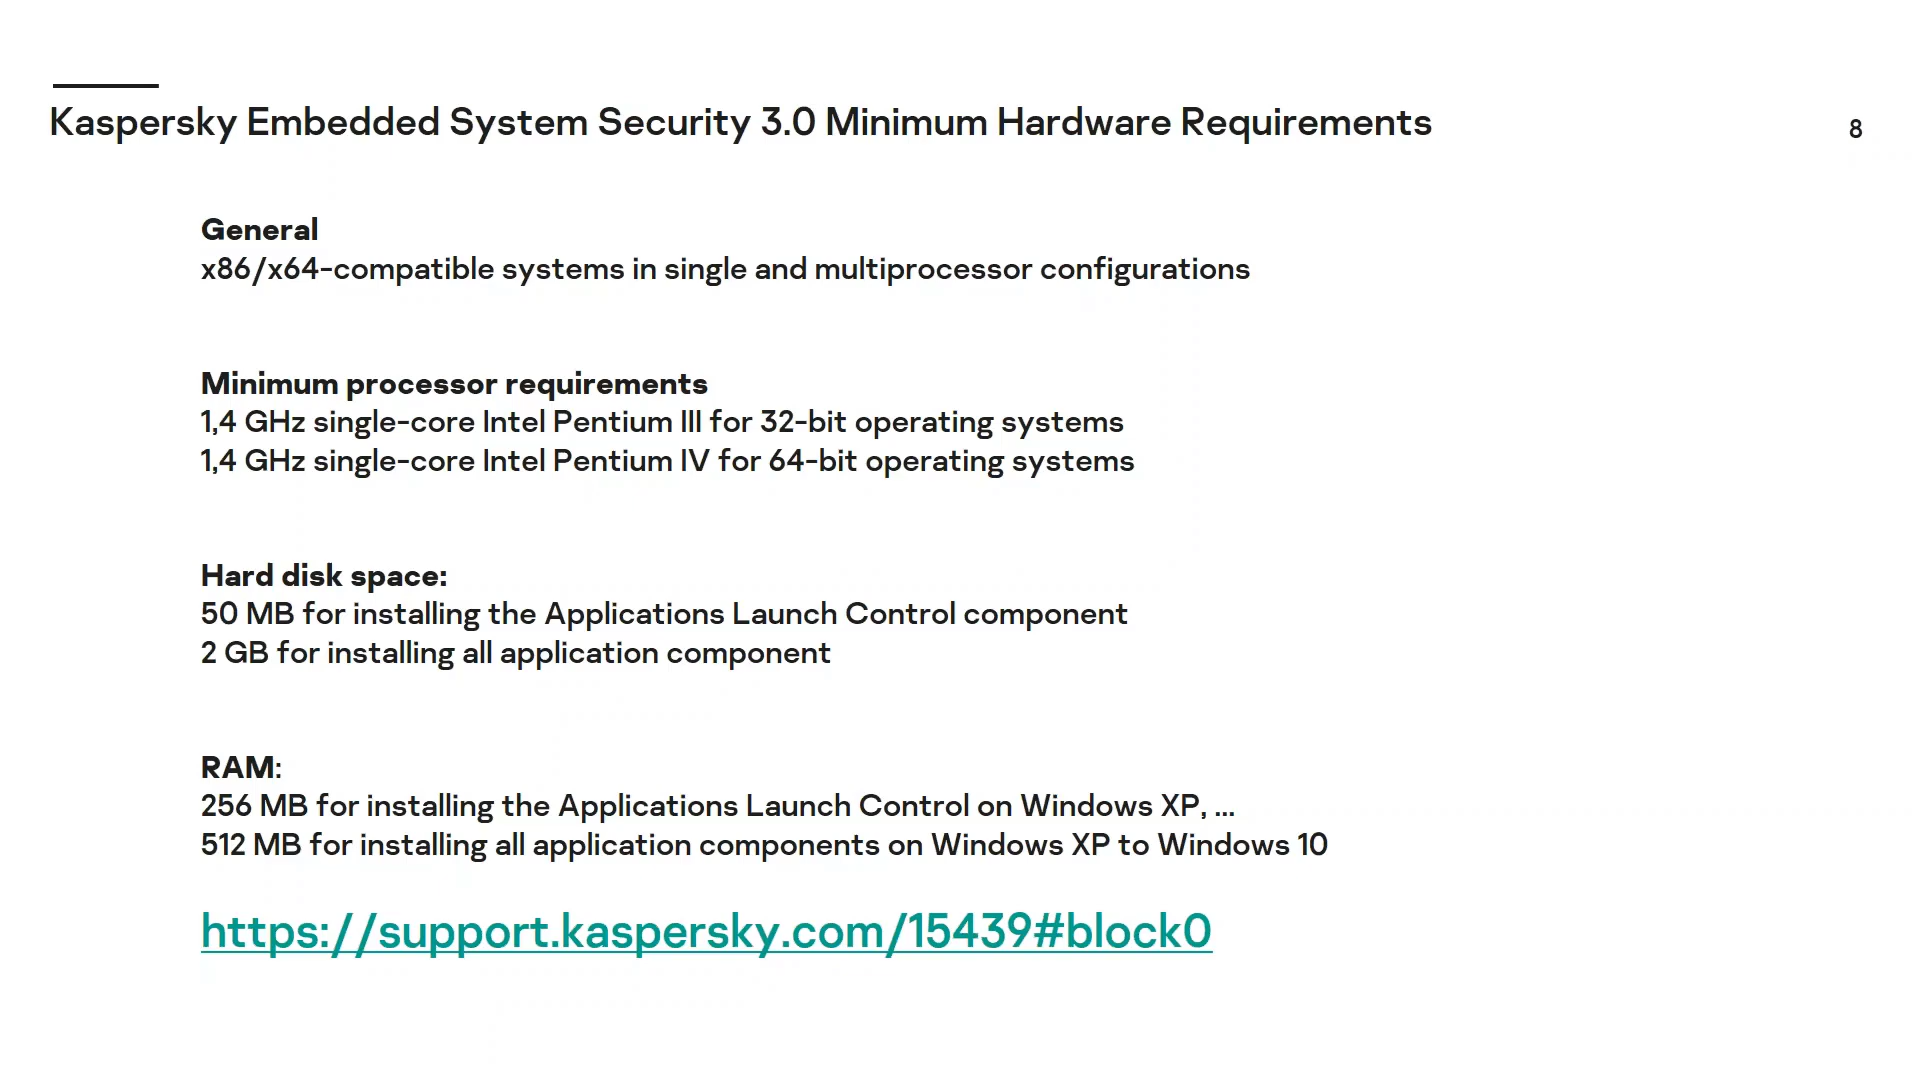 Kaspersky Embedded System Security 3.0 Minimum Hardware Requirements
8
General
x86/x64-compatible systems in single and multiprocessor configurations
Minimum processor requirements
1,4 GHz single-core Intel Pentium III for 32-bit operating systems
1,4 GHz single-core Intel Pentium IV for 64-bit operating systems
Hard disk space:
50 MB for installing the Applications Launch Control component
2 GB for installing all application component
RAM:
256 MB for installing the Applications Launch Control on Windows XP, ...
512 MB for installing all application components on Windows XP to Windows 10
https://support.kaspersky.com/15439#block0